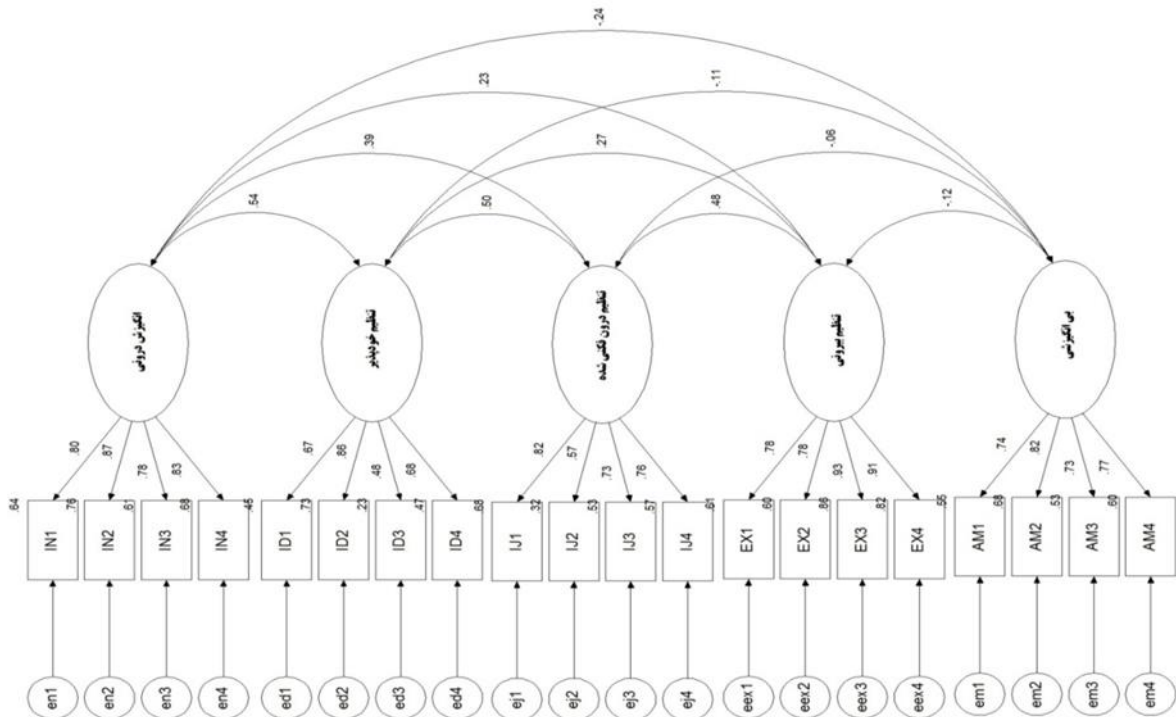 -.24
.23
-.11
.39
.27
-.06
.64
.50
.48
-.12
انگیزش درونی
تنظیم خودپذیر
تنظیم درون فکنی شده
تنظیم بیرونی
بی انگیزشی
.80
.87
.78
.83
.67
.86
.48
.68
.82
.57
.73
.76
.78
.78
.93
.91
.74
.82
.73
.77
.64
.76
.61
.68
.45
.73
.23
.47
.68
.32
.53
.57
.61
.60
.86
.82
.55
.68
.53
.60
IN1
IN2
IN3
IN4
ID1
ID2
ID3
ID4
IJ1
IJ2
IJ3
IJ4
EX1
EX2
EX3
EX4
AM1
AM2
AM3
AM4
en1
en2
en3
en4
ed1
ed2
ed3
ed4
ej1
ej2
ej3
ej4
eex1
eex2
eex3
eex4
em1
em2
em3
em4